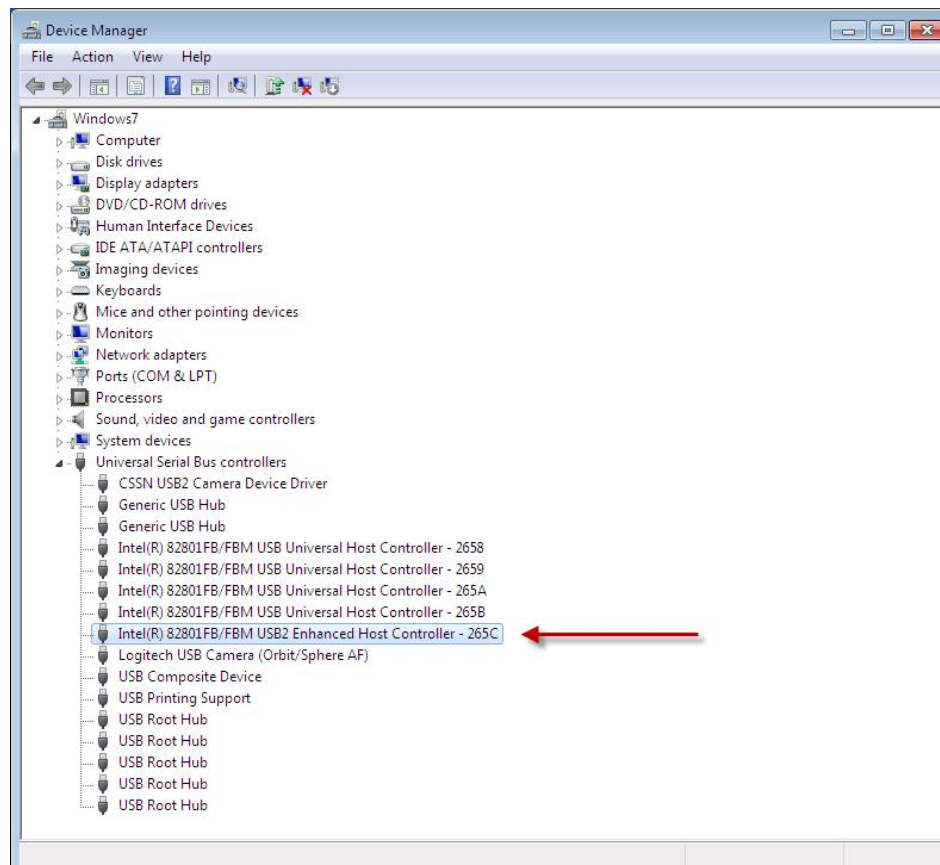 Device Manager
File Action View Help
Windows7
Computer
Disk drives
Display adapters
DVD/CD-ROM drives
Human Interface Devices
IDE ATA/ATAPI controllers
Imaging devices
Keyboards
Mice and other pointing devices
Monitors
Network adapters
Ports (COM & LPT)
Processors
Sound, video and game controllers
System devices
Universal Serial Bus controllers
CSSN USB2 Camera Device Driver
Generic USB Hub
Generic USB Hub
Intel(R) 82801FB/FBM USB Universal Host Controller - 2658
Intel(R) 82801FB/FBM USB Universal Host Controller - 2659
Intel(R) 82801FB/FBM USB Universal Host Controller - 265A
Intel(R) 82801FB/FBM USB Universal Host Controller - 265B
Intel(R) 82801FB/FBM USB2 Enhanced Host Controller - 265C
Logitech USB Camera (Orbit/Sphere AF)
USB Composite Device
USB Printing Support
USB Root Hub
USB Root Hub
USB Root Hub
USB Root Hub
USB Root Hub